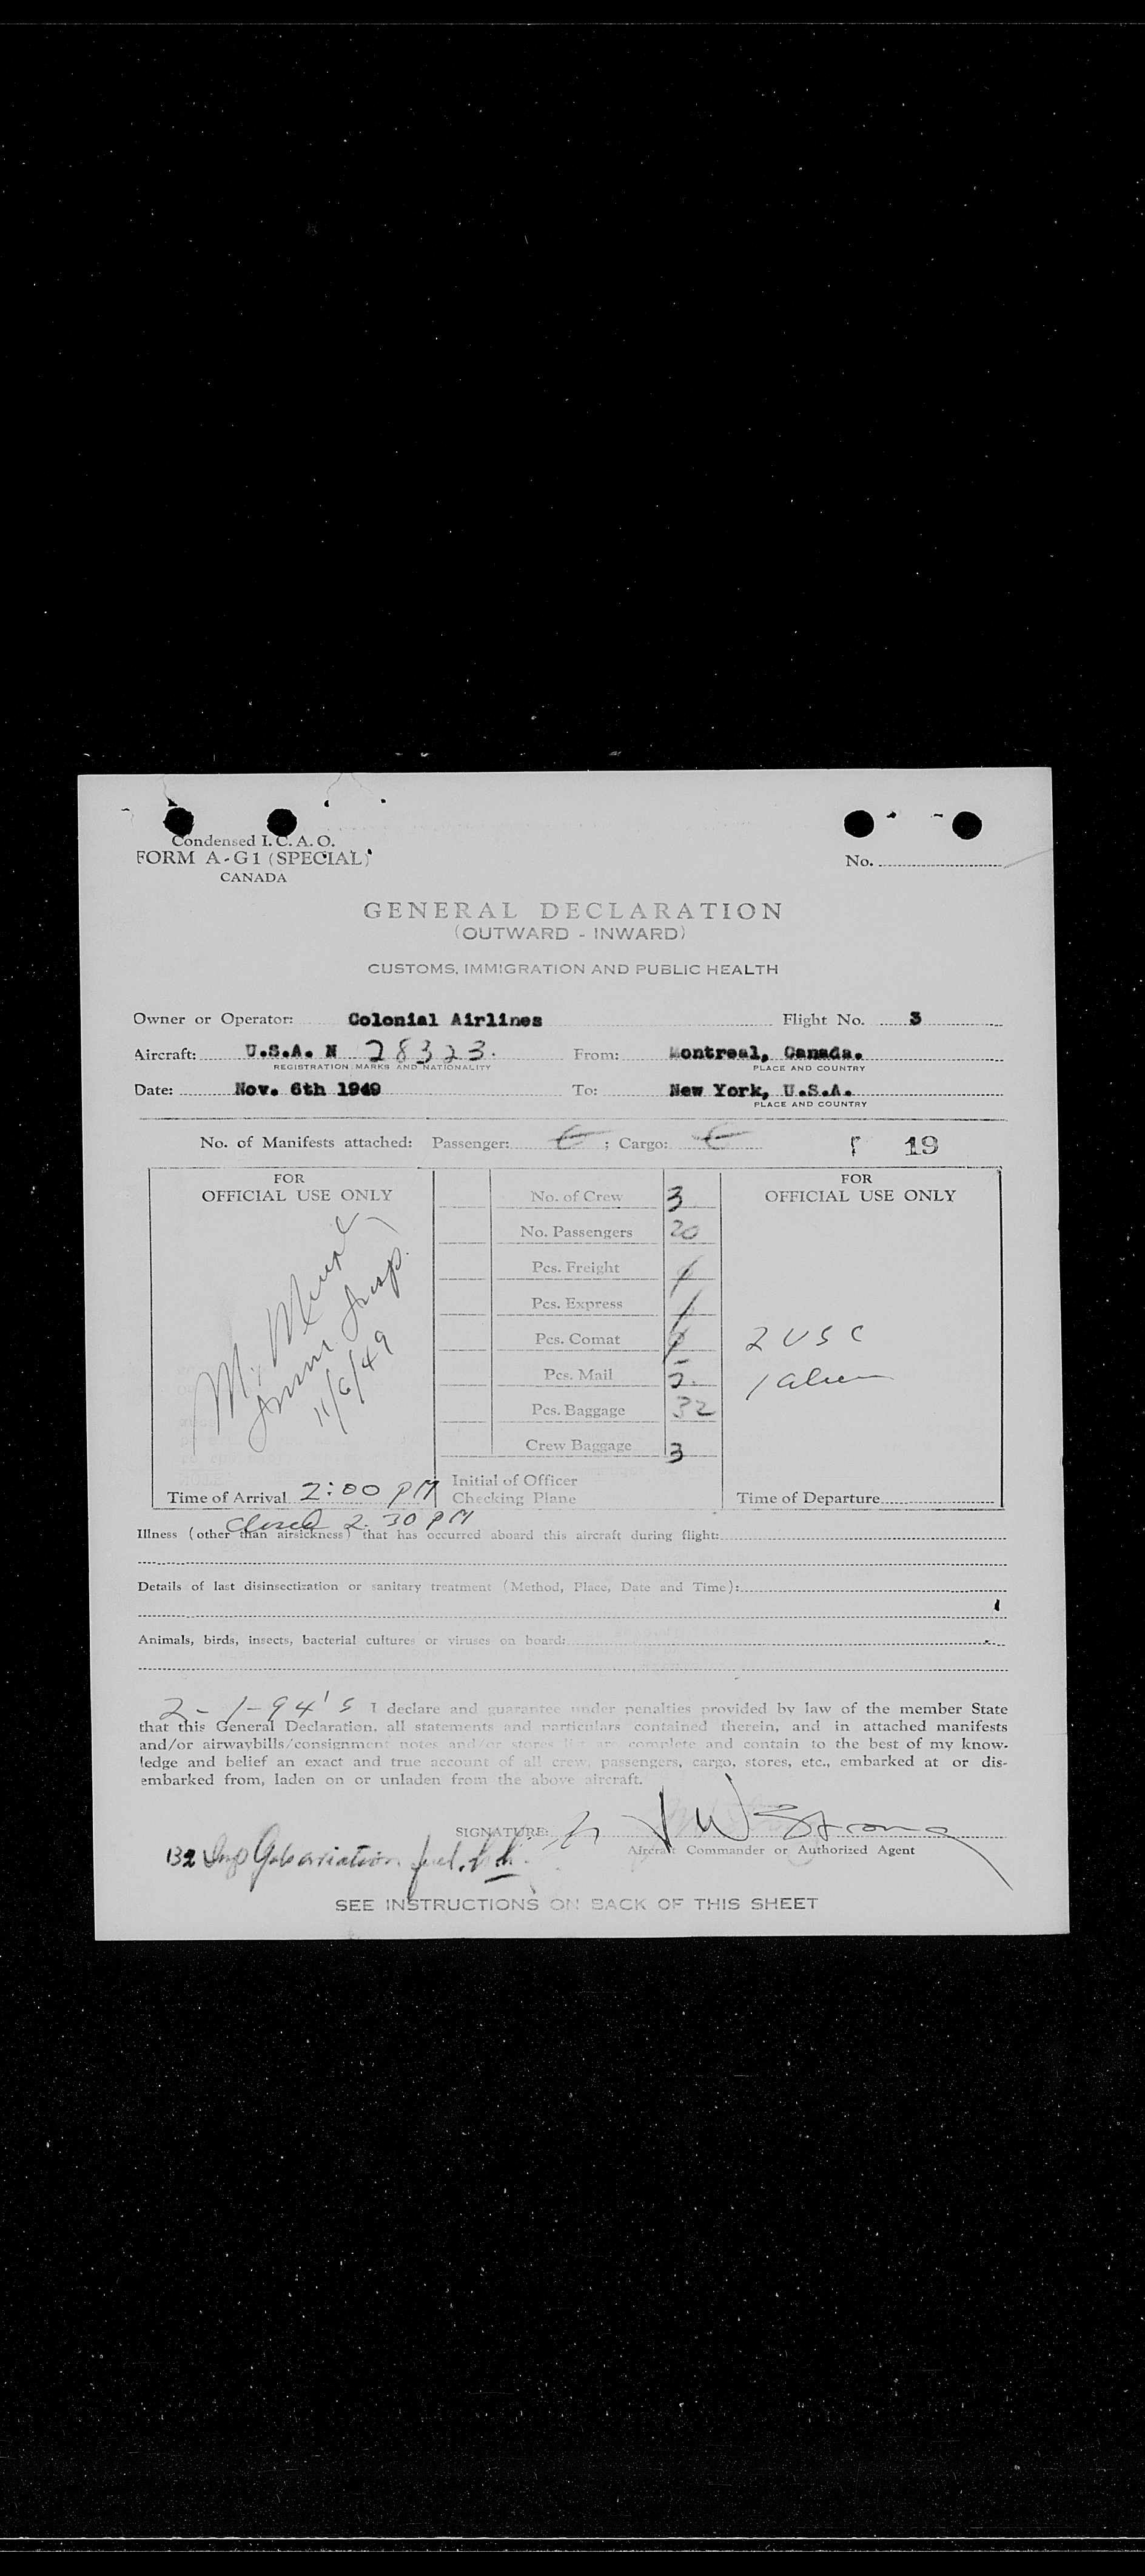 Condensed I.C.A.O.
FORM A-G1 (SPECIAL)
CANADA
No.
GENERAL DECLARATION
(OUTWARD - INWARD)
CUSTOMS, IMMIGRATION AND PUBLIC HEALTH
Owner or Operator: Colonial Airlines Flight No. 3
Aircraft: U.S.A. N 28323. From: Montreal, Canada.
REGISTRATION MARKS AND NATIONALITY PLACE AND COUNTRY
Date: Nov. 6th 1949 To: New York, U.S.A.
PLACE AND COUNTRY
No. of Manifests attached: Passenger: ; Cargo: 19
FOR
OFFICIAL USE ONLY
Insp.
11/6/49
Time of Arrival 2:00 PM
No. of Crew 3
No. Passengers 20
Pcs. Freight
Pcs. Express
Pcs. Comat
Pcs. Mail
Pcs. Baggage 32
Crew Baggage 3
Initial of Officer
Checking Plane
FOR
OFFICIAL USE ONLY
2 USC
1 alien
Time of Departure
2.30 PM
Illness (other than airsickness) that has occurred aboard this aircraft during flight:
Details of last disinsectization or sanitary treatment (Method, Place, Date and Time):
Animals, birds, insects, bacterial cultures or viruses on board:
2-1-94's I declare and guarantee under penalties provided by law of the member State
that this General Declaration, all statements and particulars contained therein, and in attached manifests
and/or airwaybills/consignment notes and/or stores list are complete and contain to the best of my know-
ledge and belief an exact and true account of all crew, passengers, cargo, stores, etc., embarked at or dis-
embarked from, laden on or unladen from the above aircraft.
SIGNATURE: J W Strong
Aircraft Commander or Authorized Agent
132 Imp Gals aviation fuel.
SEE INSTRUCTIONS ON BACK OF THIS SHEET